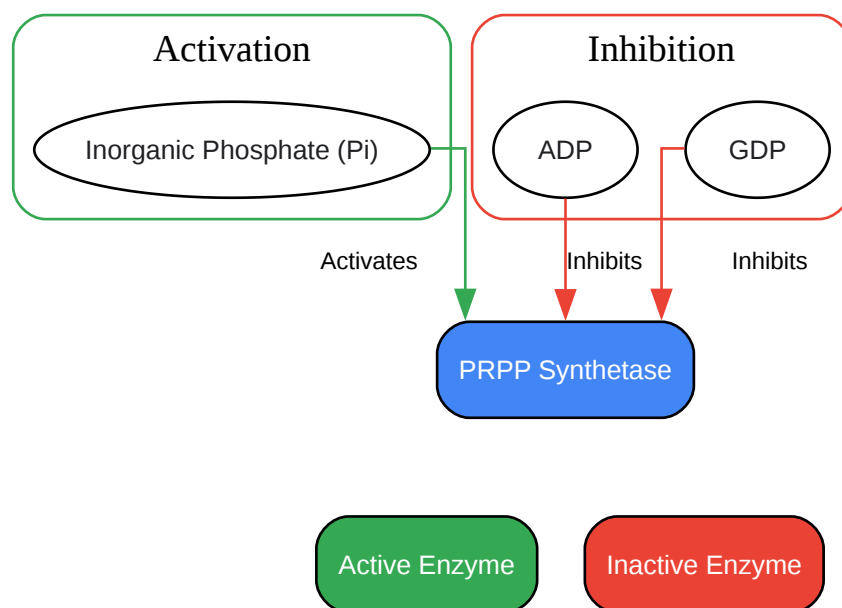 Activation
Inhibition
Inorganic Phosphate (Pi)
ADP
GDP
Activates
Inhibits
Inhibits
PRPP Synthetase
Active Enzyme
Inactive Enzyme